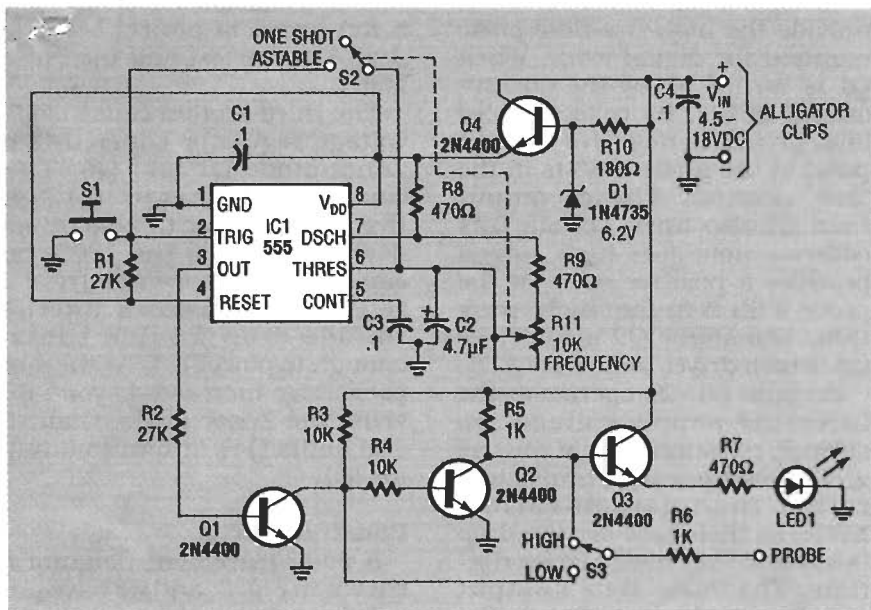 ONE SHOT
ASTABLE
S2
C1
.1
Q4
2N4400
R10
180Ω
D1
1N4735
6.2V
C4
.1
+
VIN
4.5–
18VDC
ALLIGATOR
CLIPS
S1
R1
27K
1 GND
2 TRIG
3 OUT
4 RESET
IC1
555
VDD 8
DSCH 7
THRES 6
CONT 5
R8
470Ω
R9
470Ω
R11
10K
FREQUENCY
C3
.1
+
C2
4.7µF
R2
27K
R3
10K
R4
10K
R5
1K
Q1
2N4400
Q2
2N4400
Q3
2N4400
R7
470Ω
LED1
HIGH
LOW
S3
R6
1K
PROBE